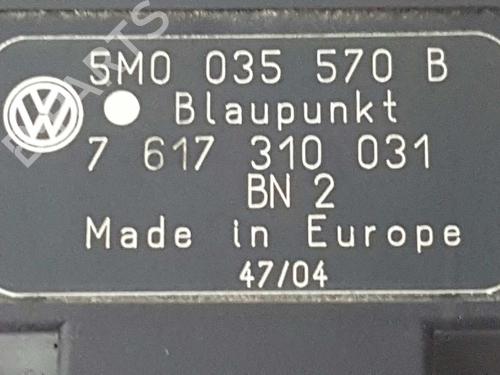 5M0 035 570 B
Blaupunkt
7 617 310 031
BN 2
Made in Europe
47/04